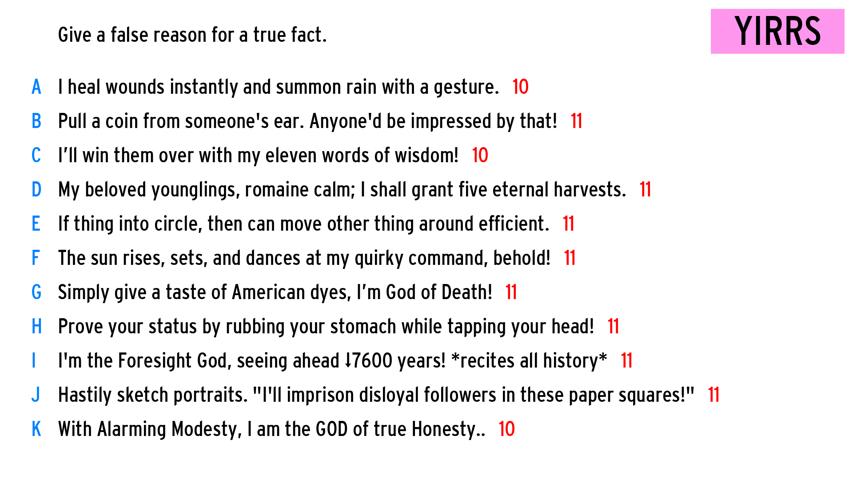 Give a false reason for a true fact.
YIRRS
A I heal wounds instantly and summon rain with a gesture. 10
B Pull a coin from someone's ear. Anyone'd be impressed by that! 11
C I’ll win them over with my eleven words of wisdom! 10
D My beloved younglings, romaine calm; I shall grant five eternal harvests. 11
E If thing into circle, then can move other thing around efficient. 11
F The sun rises, sets, and dances at my quirky command, behold! 11
G Simply give a taste of American dyes, I’m God of Death! 11
H Prove your status by rubbing your stomach while tapping your head! 11
I I'm the Foresight God, seeing ahead ⇂7600 years! *recites all history* 11
J Hastily sketch portraits. "I'll imprison disloyal followers in these paper squares!" 11
K With Alarming Modesty, I am the GOD of true Honesty.. 10